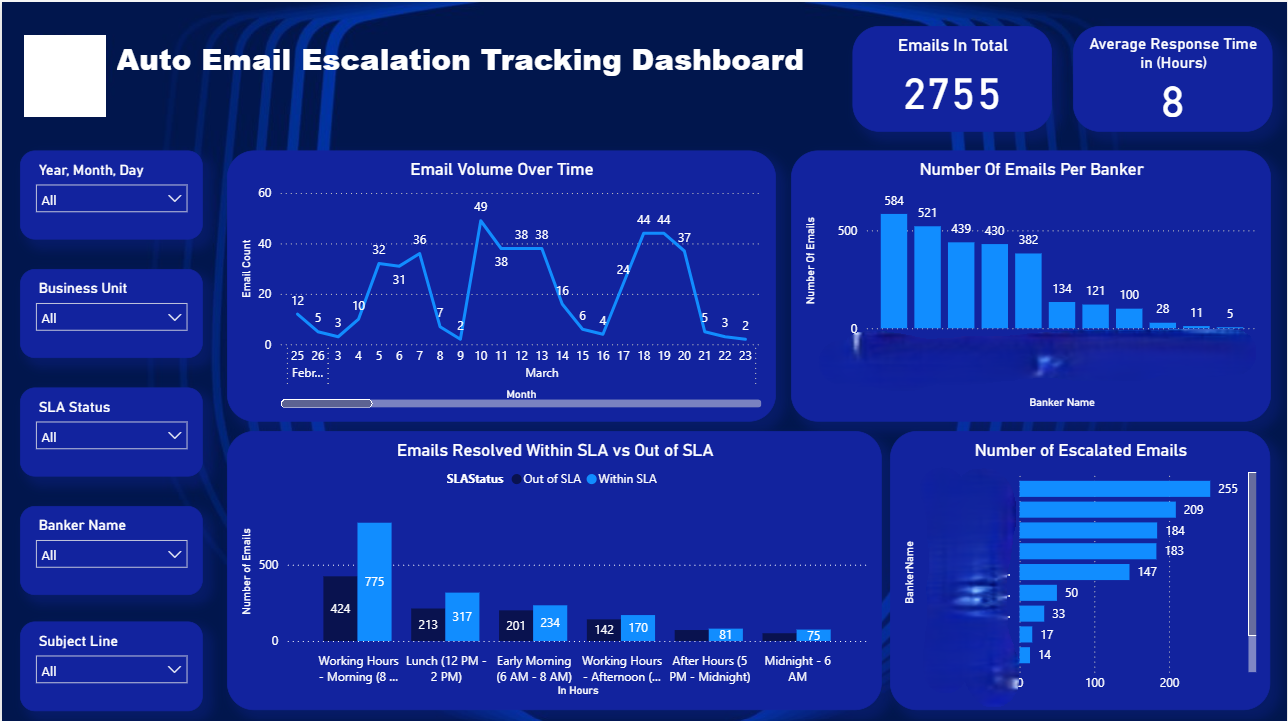 Auto Email Escalation Tracking Dashboard
Emails In Total
2755
Average Response Time
in (Hours)
8
Year, Month, Day
All
Business Unit
All
SLA Status
All
Banker Name
All
Subject Line
All
Email Volume Over Time
Email Count
60
40
20
0
12
5
3
10
32
31
36
7
2
49
38
38
38
16
6
4
24
44
44
37
5
3
2
25 26 3 4 5 6 7 8 9 10 11 12 13 14 15 16 17 18 19 20 21 22 23
Febr... March
Month
Number Of Emails Per Banker
Number Of Emails
500
0
584
521
439
430
382
134
121
100
28
11
5
Banker Name
Emails Resolved Within SLA vs Out of SLA
SLAStatus Out of SLA Within SLA
Number of Emails
500
0
424
775
213
317
201
234
142
170
81
75
Working Hours
- Morning (8 ...
Lunch (12 PM -
2 PM)
Early Morning
(6 AM - 8 AM)
Working Hours
- Afternoon (...
After Hours (5
PM - Midnight)
Midnight - 6
AM
In Hours
Number of Escalated Emails
BankerName
255
209
184
183
147
50
33
17
14
0 100 200